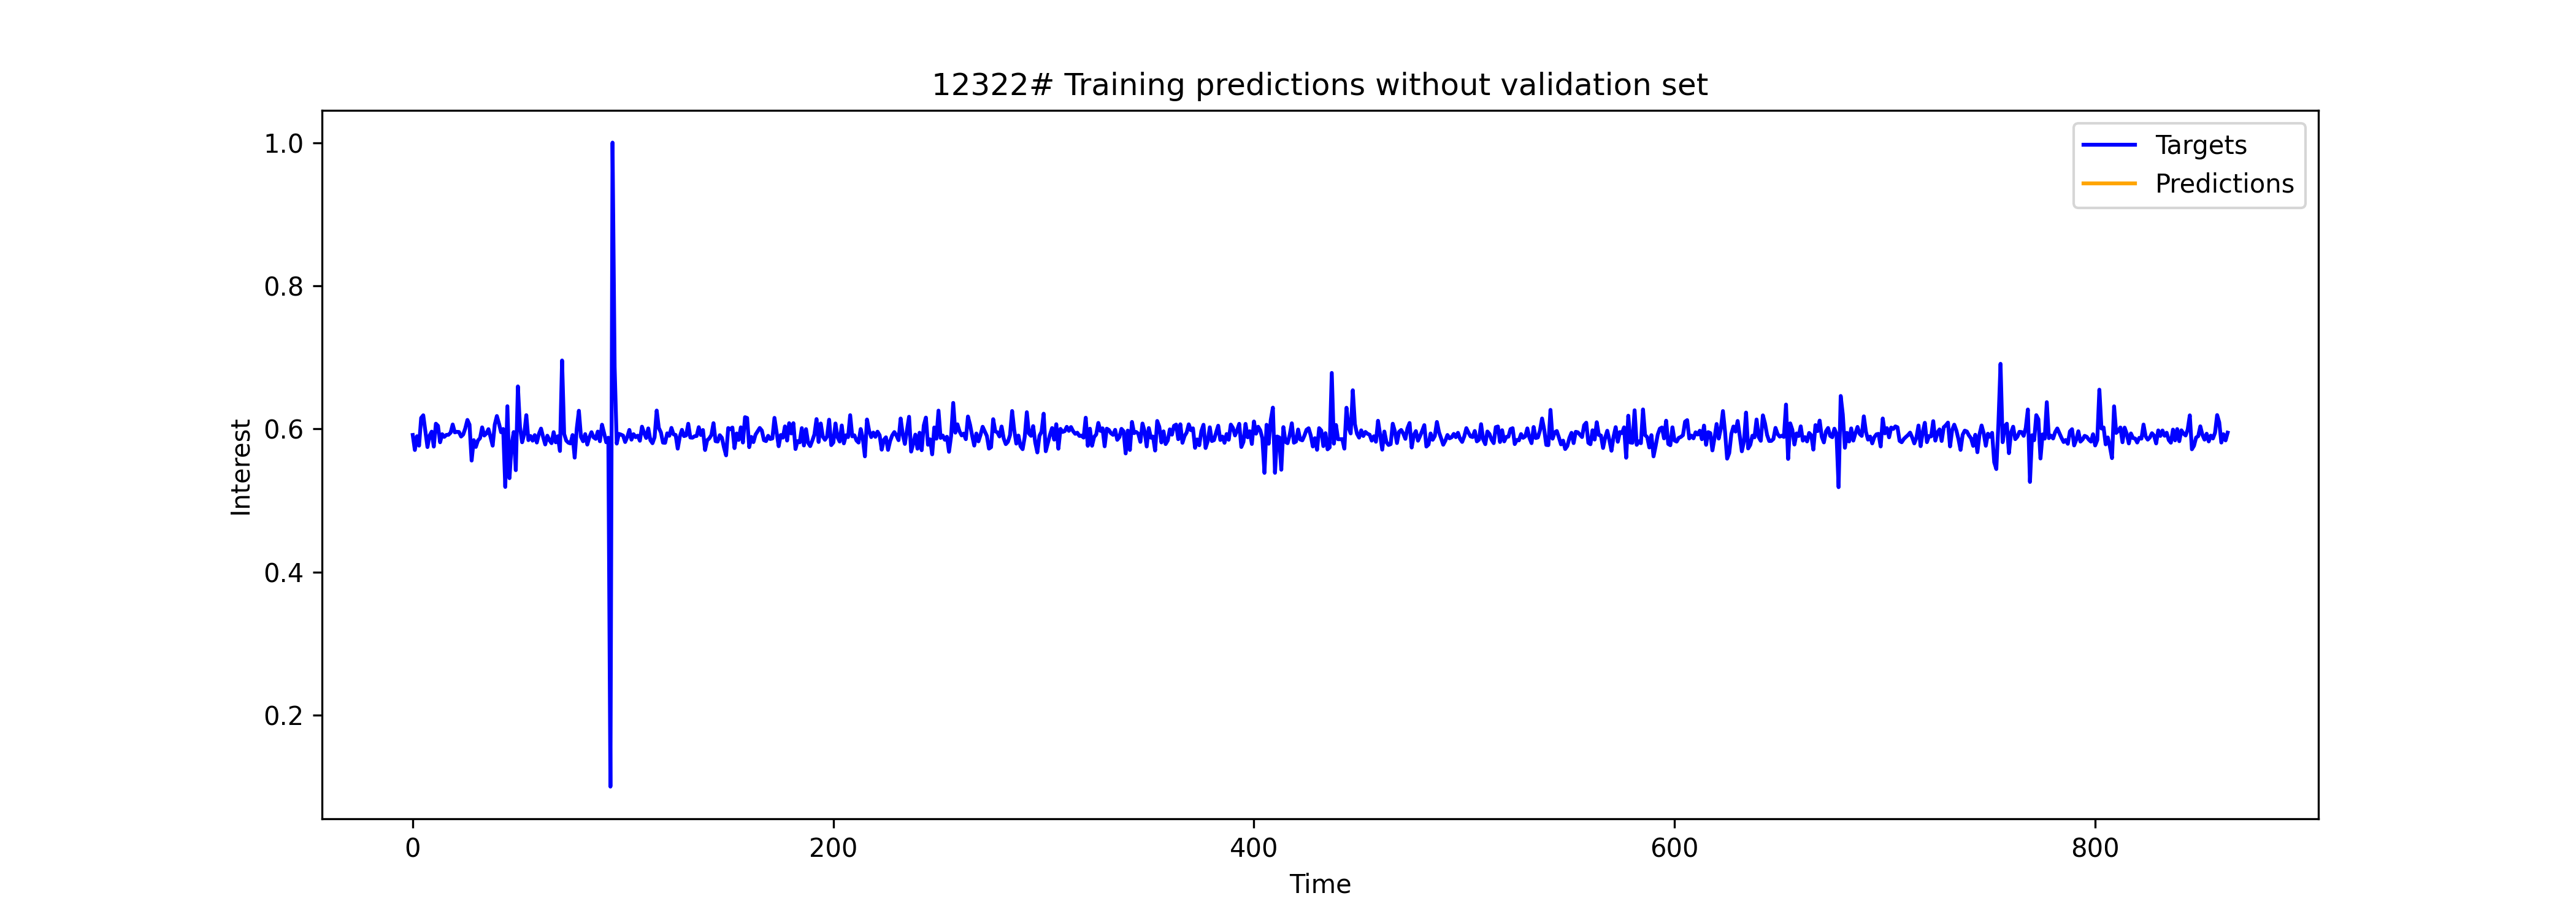 12322# Training predictions without validation set
Targets
Predictions
1.0
0.8
0.6
0.4
0.2
Interest
0
200
400
600
800
Time